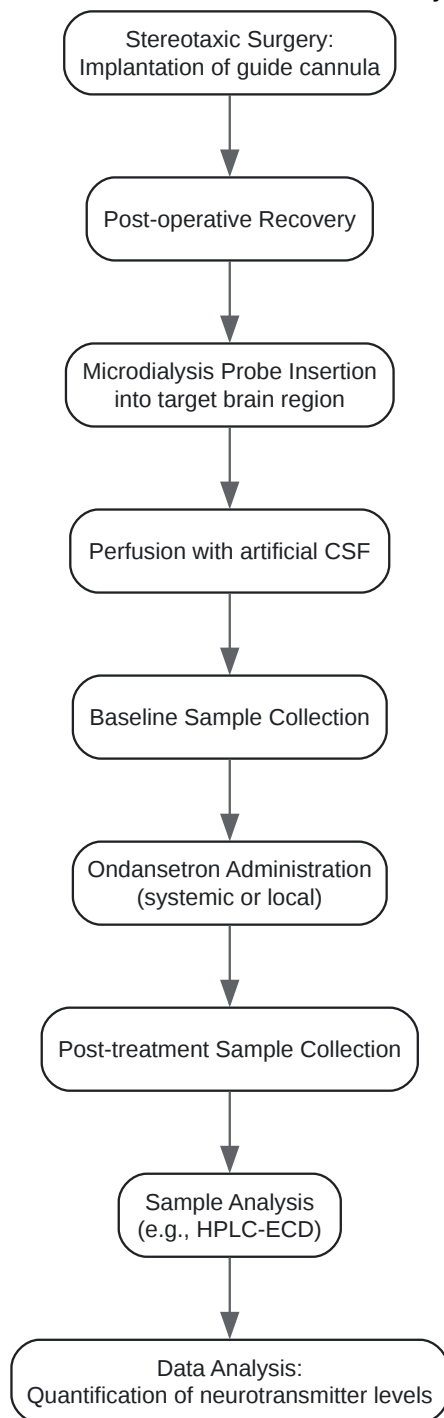 Stereotaxic Surgery:
Implantation of guide cannula
Post-operative Recovery
Microdialysis Probe Insertion
into target brain region
Perfusion with artificial CSF
Baseline Sample Collection
Ondansetron Administration
(systemic or local)
Post-treatment Sample Collection
Sample Analysis
(e.g., HPLC-ECD)
Data Analysis:
Quantification of neurotransmitter levels